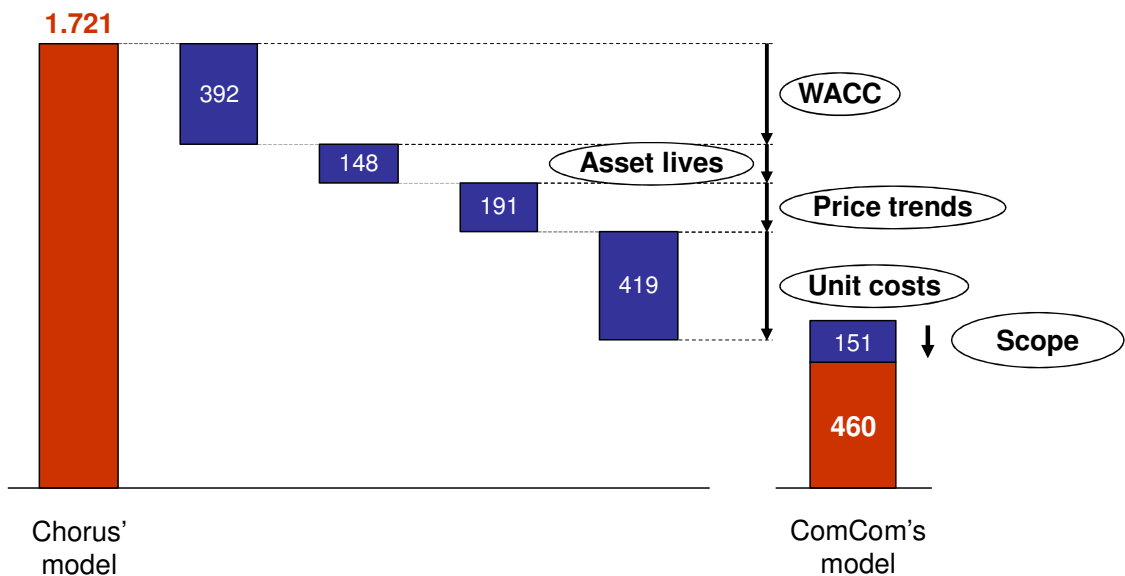 1.721
392
WACC
148
Asset lives
191
Price trends
419
Unit costs
151
Scope
460
Chorus’
model
ComCom’s
model